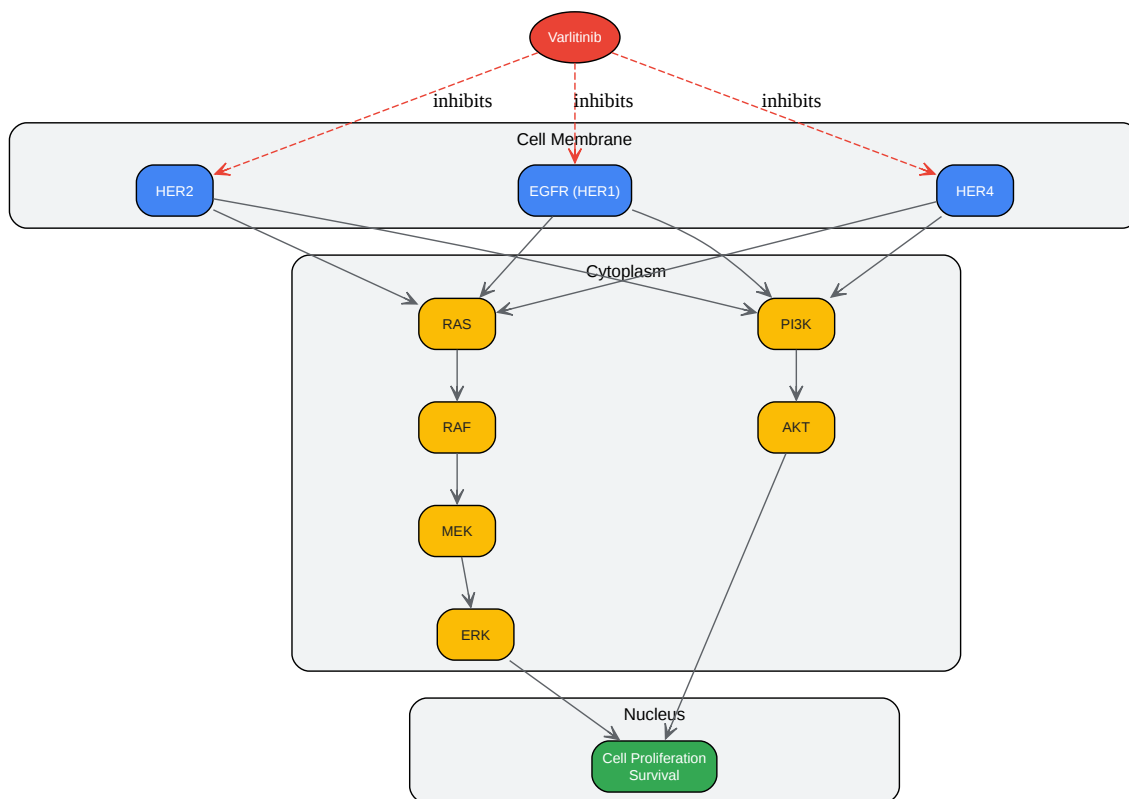 Varlitinib
inhibits inhibits inhibits
Cell Membrane
HER2 EGFR (HER1) HER4
Cytoplasm
RAS PI3K
RAF AKT
MEK
ERK
Nucleus
Cell Proliferation
Survival